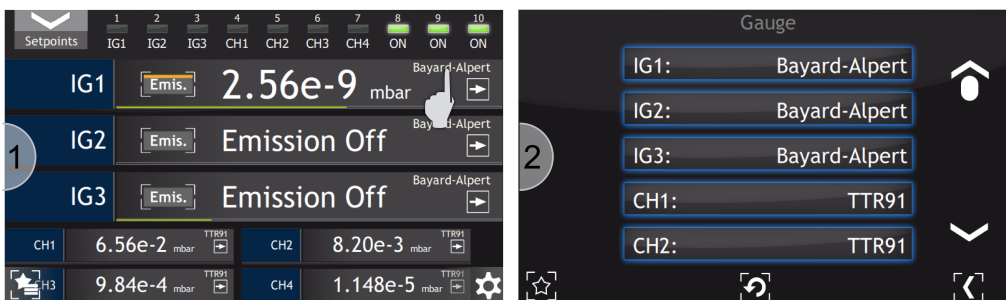 1 2 3 4 5 6 7 8 9 10
Setpoints IG1 IG2 IG3 CH1 CH2 CH3 CH4 ON ON ON
Bayard-Alpert
IG1 Emis. 2.56e-9 mbar
Bayard-Alpert
IG2 Emis. Emission Off
Bayard-Alpert
IG3 Emis. Emission Off
TTR91 TTR91
CH1 6.56e-2 mbar CH2 8.20e-3 mbar
TTR91 TTR91
CH3 9.84e-4 mbar CH4 1.148e-5 mbar
1
Gauge
IG1: Bayard-Alpert
IG2: Bayard-Alpert
IG3: Bayard-Alpert
CH1: TTR91
CH2: TTR91
2